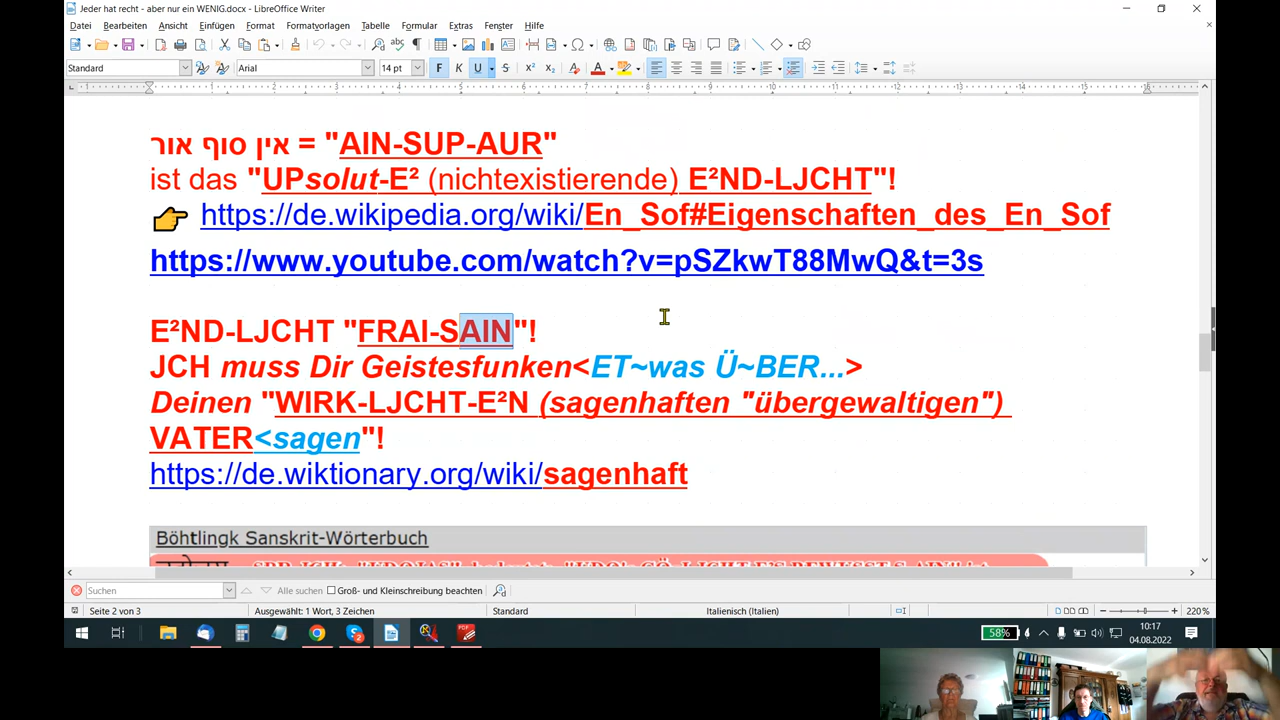 Jeder hat recht - aber nur ein WENIG.docx - LibreOffice Writer
Datei Bearbeiten Ansicht Einfügen Format Formatvorlagen Tabelle Formular Extras Fenster Hilfe
Standard Arial 14 pt F K U S
אין סוף אור = "AIN-SUP-AUR"
ist das "UPsolut-E² (nichtexistierende) E²ND-LJCHT"!
👉 https://de.wikipedia.org/wiki/En_Sof#Eigenschaften_des_En_Sof
https://www.youtube.com/watch?v=pSZkwT88MwQ&t=3s
E²ND-LJCHT "FRAI-SAIN"!
JCH muss Dir Geistesfunken<ET~was Ü~BER...>
Deinen "WIRK-LJCHT-E²N (sagenhaften "übergewaltigen")
VATER<sagen"!
https://de.wiktionary.org/wiki/sagenhaft
Böhtlingk Sanskrit-Wörterbuch
Suchen Alle suchen Groß- und Kleinschreibung beachten
Seite 2 von 3 Ausgewählt: 1 Wort, 3 Zeichen Standard Italienisch (Italien) 220%
58% 10:17
04.08.2022